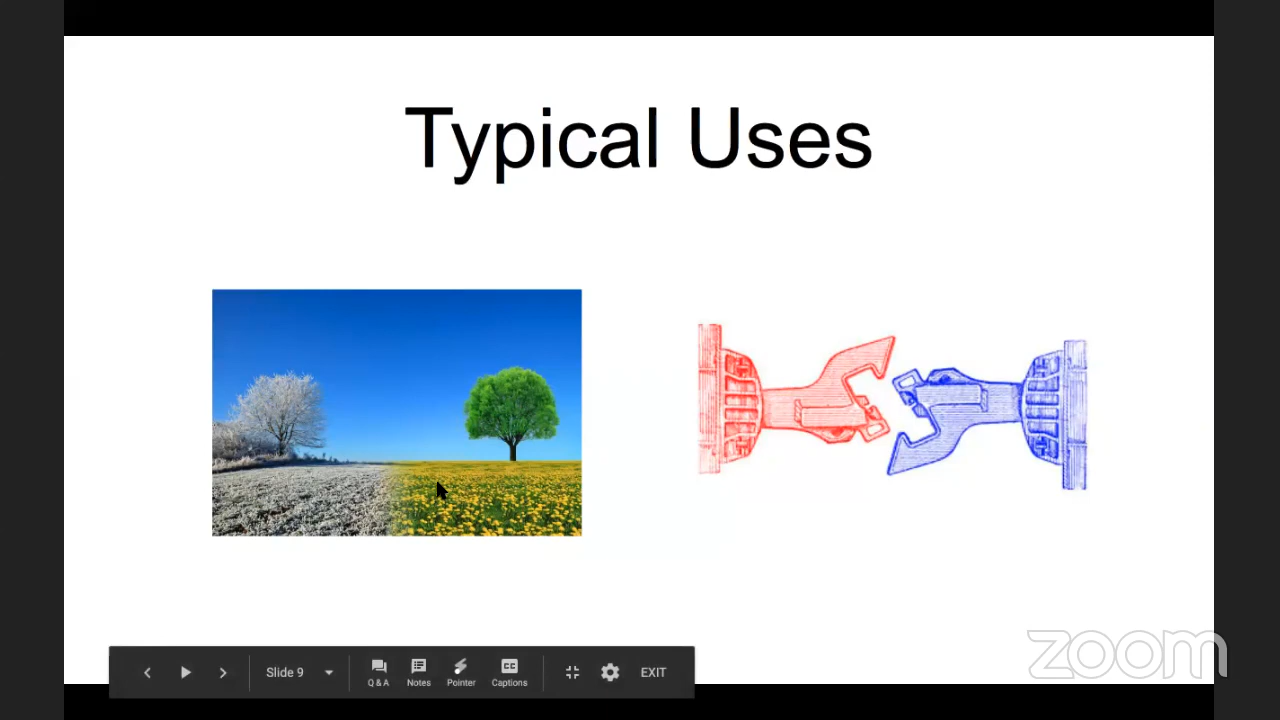 Typical Uses
Slide 9
Q & A
Notes
Pointer
CC
Captions
EXIT
zoom